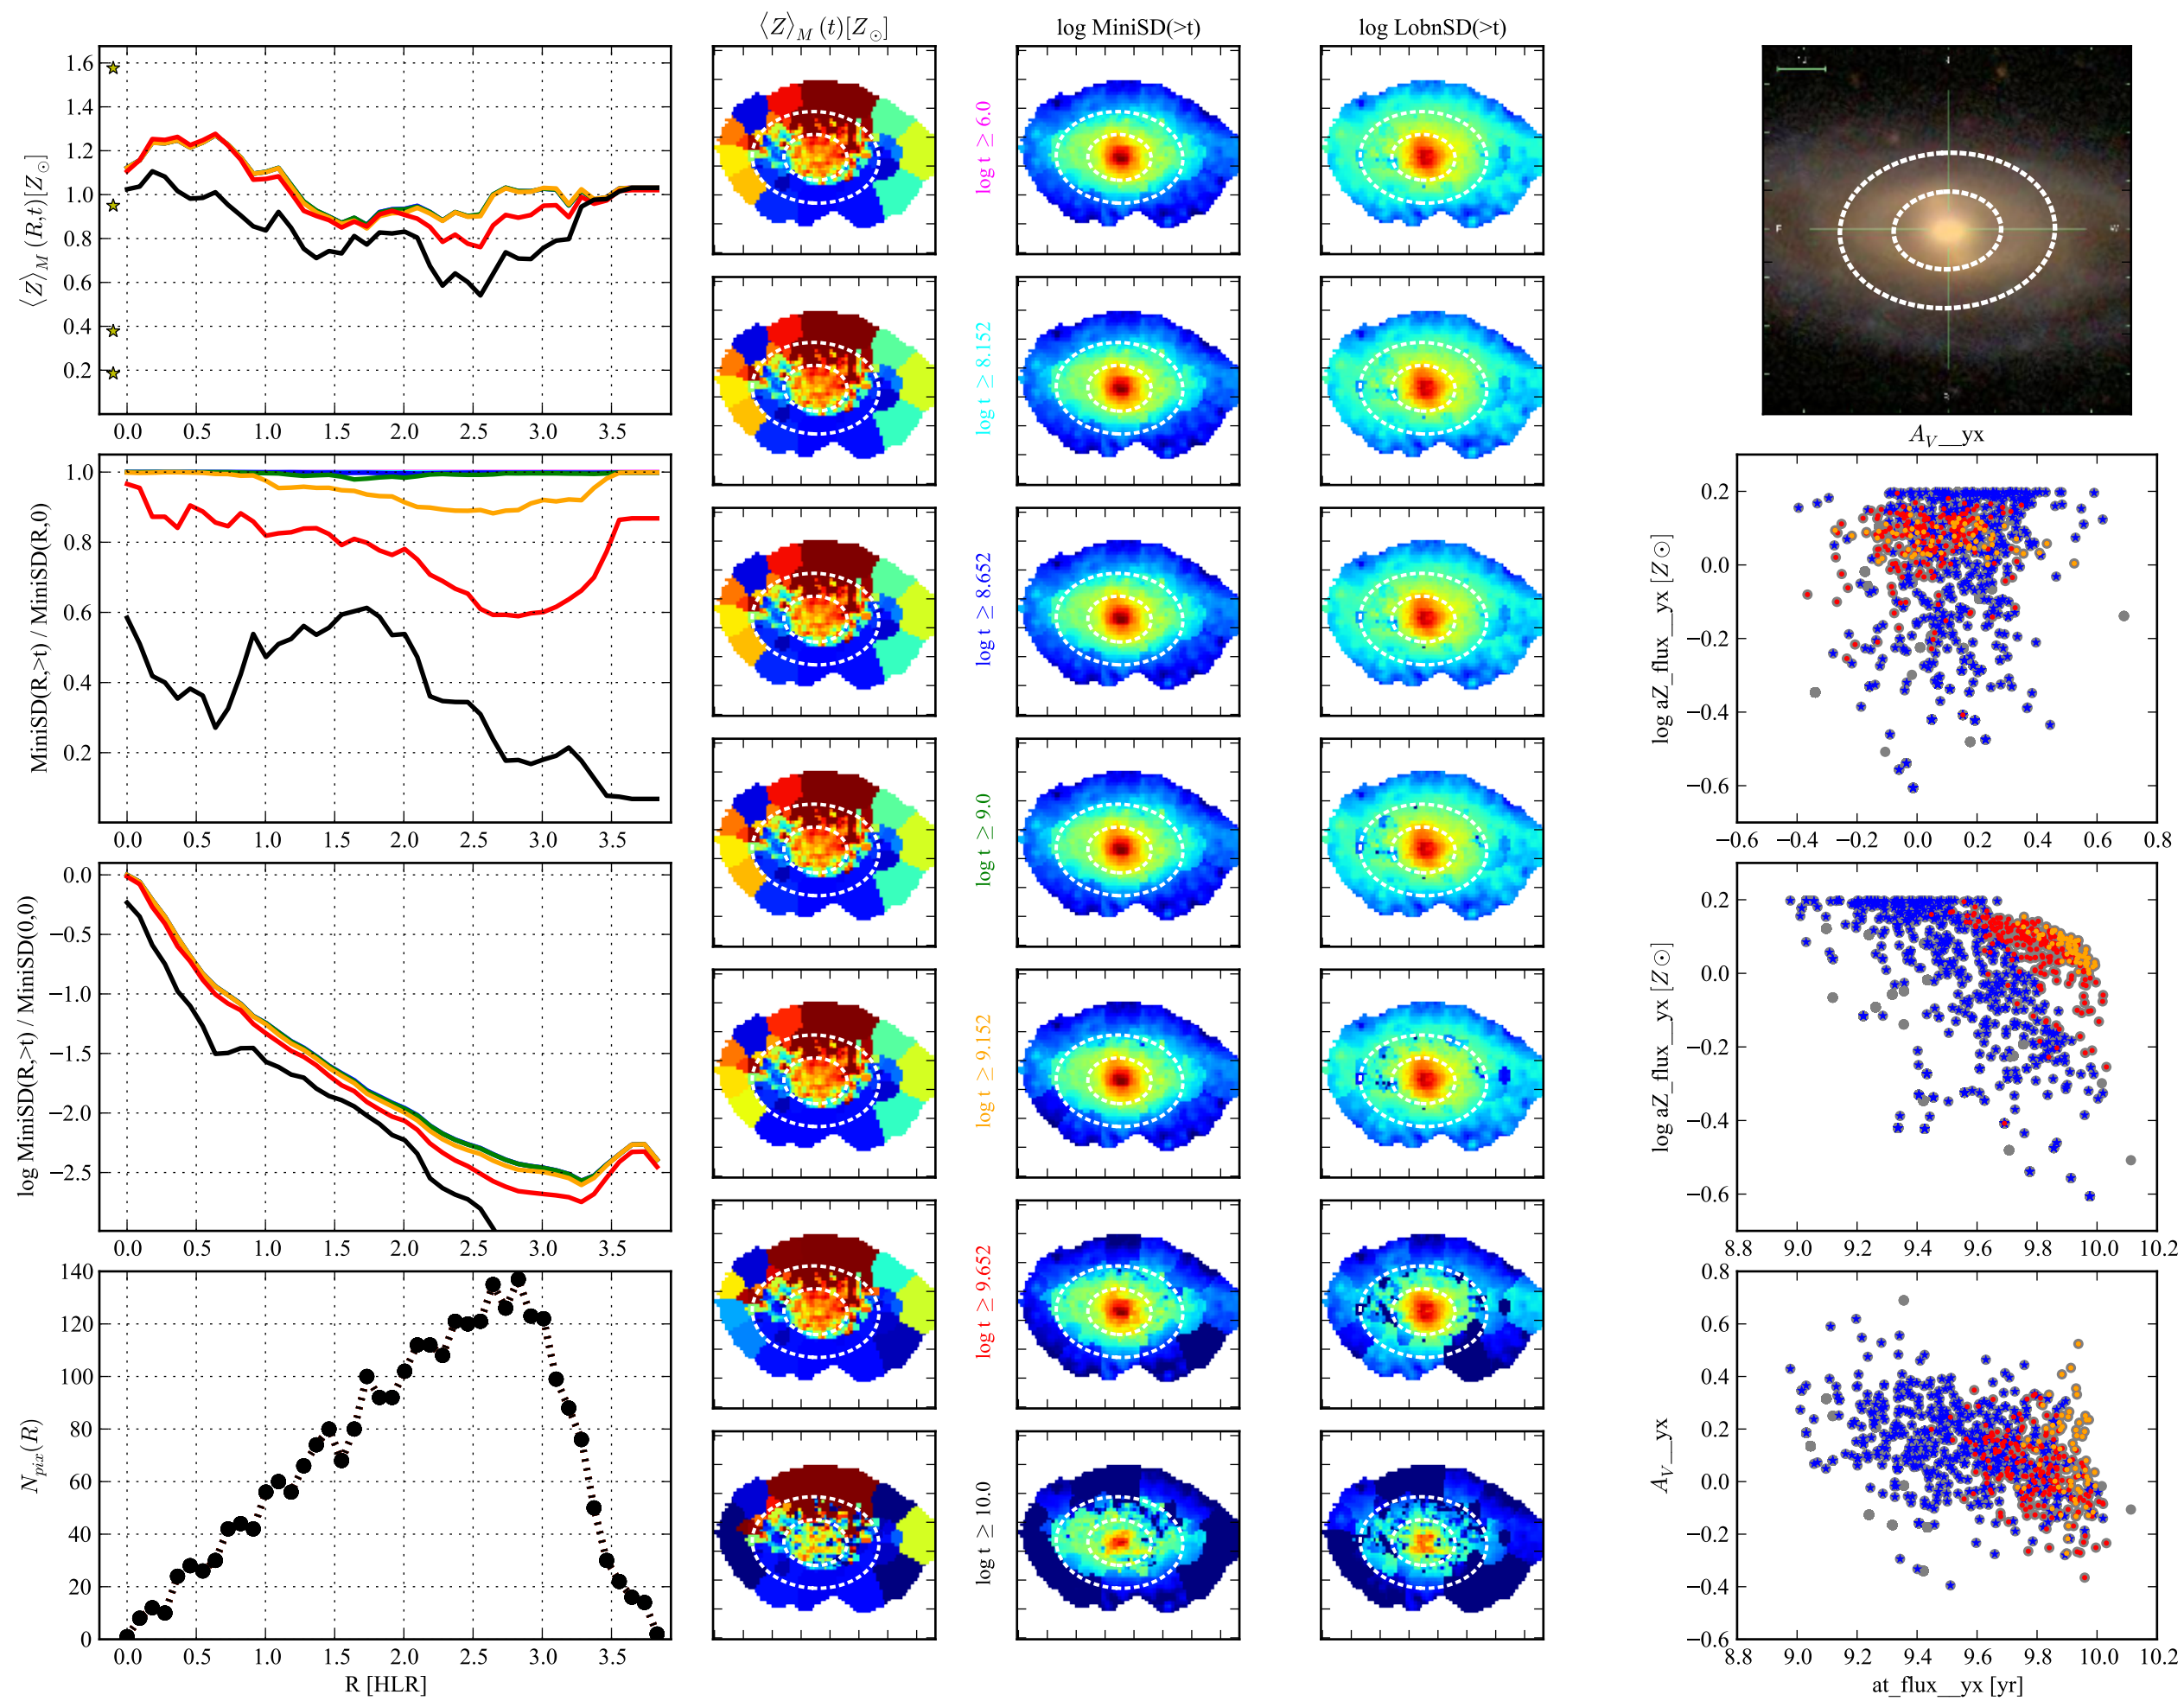 ⟨Z⟩_M (t)[Z_⊙]
log MiniSD(>t)
log LobnSD(>t)
⟨Z⟩_M (R,t)[Z_⊙]
1.6
1.4
1.2
1.0
0.8
0.6
0.4
0.2
0.0 0.5 1.0 1.5 2.0 2.5 3.0 3.5
MiniSD(R,>t) / MiniSD(R,0)
1.0
0.8
0.6
0.4
0.2
0.0 0.5 1.0 1.5 2.0 2.5 3.0 3.5
log MiniSD(R,>t) / MiniSD(0,0)
0.0
−0.5
−1.0
−1.5
−2.0
−2.5
0.0 0.5 1.0 1.5 2.0 2.5 3.0 3.5
N_pix(R)
140
120
100
80
60
40
20
0
0.0 0.5 1.0 1.5 2.0 2.5 3.0 3.5
R [HLR]
log t ≥ 6.0
log t ≥ 8.152
log t ≥ 8.652
log t ≥ 9.0
log t ≥ 9.152
log t ≥ 9.652
log t ≥ 10.0
A_V__yx
log aZ_flux__yx [Z⊙]
0.2
0.0
−0.2
−0.4
−0.6
−0.6 −0.4 −0.2 0.0 0.2 0.4 0.6 0.8
log aZ_flux__yx [Z⊙]
0.2
0.0
−0.2
−0.4
−0.6
8.8 9.0 9.2 9.4 9.6 9.8 10.0 10.2
A_V__yx
0.8
0.6
0.4
0.2
0.0
−0.2
−0.4
−0.6
8.8 9.0 9.2 9.4 9.6 9.8 10.0 10.2
at_flux__yx [yr]